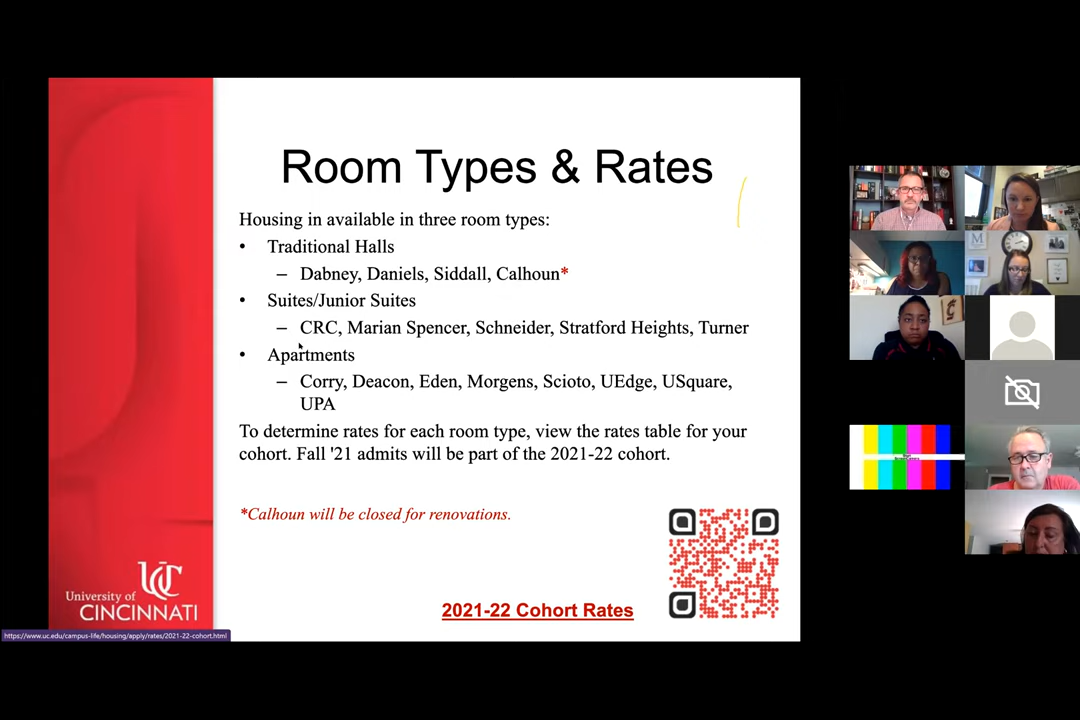 Room Types & Rates
Housing in available in three room types:
• Traditional Halls
– Dabney, Daniels, Siddall, Calhoun*
• Suites/Junior Suites
– CRC, Marian Spencer, Schneider, Stratford Heights, Turner
• Apartments
– Corry, Deacon, Eden, Morgens, Scioto, UEdge, USquare,
UPA
To determine rates for each room type, view the rates table for your
cohort. Fall '21 admits will be part of the 2021-22 cohort.
*Calhoun will be closed for renovations.
2021-22 Cohort Rates
UC
University of
CINCINNATI
https://www.uc.edu/campus-life/housing/apply/rates/2021-22-cohort.html
M